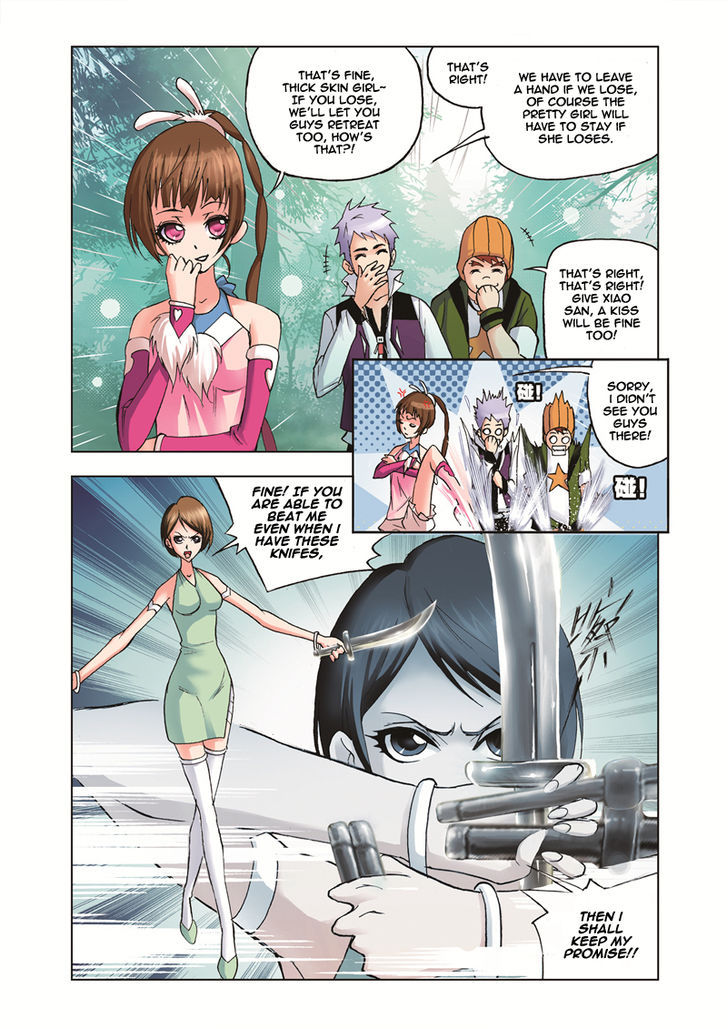 THAT'S FINE,
THICK SKIN GIRL~
IF YOU LOSE,
WE'LL LET YOU
GUYS RETREAT
TOO, HOW'S
THAT?!
THAT'S
RIGHT!
WE HAVE TO LEAVE
A HAND IF WE LOSE,
OF COURSE THE
PRETTY GIRL WILL
HAVE TO STAY IF
SHE LOSES.
THAT'S RIGHT,
THAT'S RIGHT!
GIVE XIAO
SAN, A KISS
WILL BE FINE
TOO!
SORRY,
I DIDN'T
SEE YOU
GUYS
THERE!
碰!
碰!
FINE! IF YOU
ARE ABLE TO
BEAT ME
EVEN WHEN I
HAVE THESE
KNIFES,
THEN I
SHALL
KEEP MY
PROMISE!!